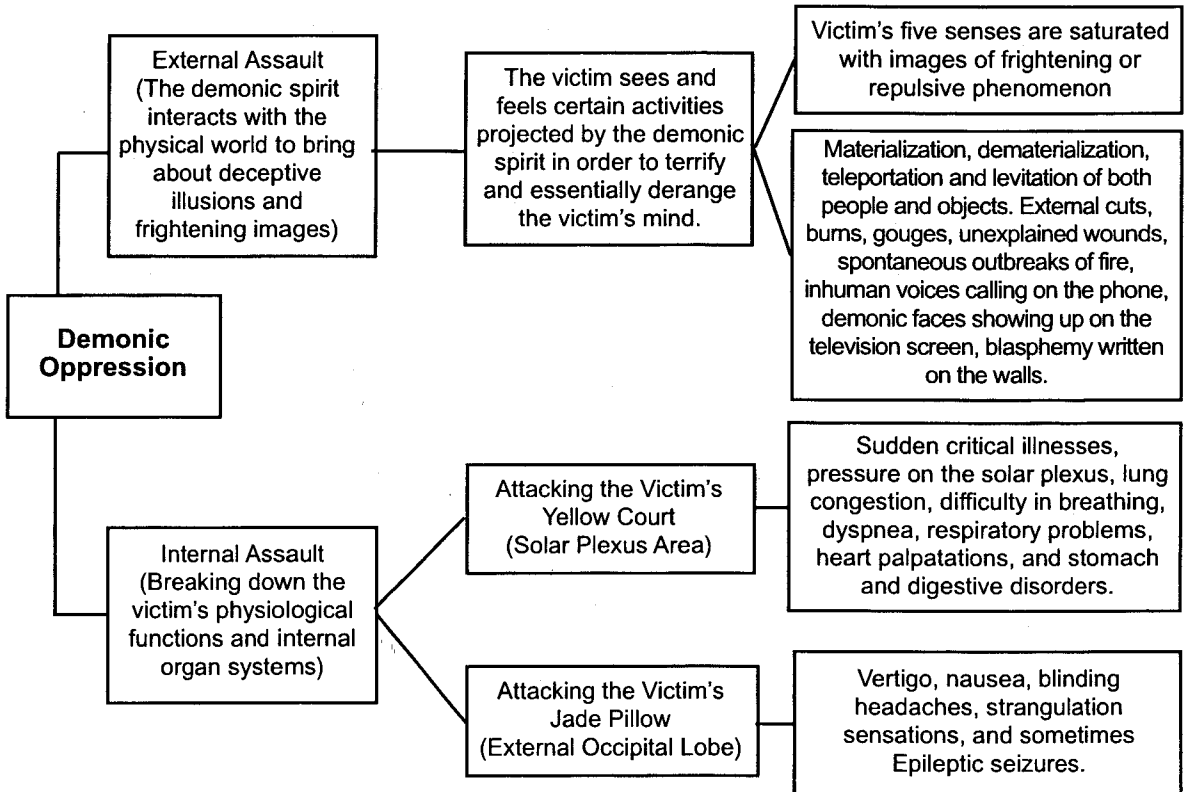 External Assault
(The demonic spirit
interacts with the
physical world to bring
about deceptive
illusions and
frightening images)
The victim sees and
feels certain activities
projected by the demonic
spirit in order to terrify
and essentially derange
the victim's mind.
Victim's five senses are saturated
with images of frightening or
repulsive phenomenon
Materialization, dematerialization,
teleportation and levitation of both
people and objects. External cuts,
burns, gouges, unexplained wounds,
spontaneous outbreaks of fire,
inhuman voices calling on the phone,
demonic faces showing up on the
television screen, blasphemy written
on the walls.
Demonic
Oppression
Internal Assault
(Breaking down the
victim's physiological
functions and internal
organ systems)
Attacking the Victim's
Yellow Court
(Solar Plexus Area)
Sudden critical illnesses,
pressure on the solar plexus, lung
congestion, difficulty in breathing,
dyspnea, respiratory problems,
heart palpatations, and stomach
and digestive disorders.
Attacking the Victim's
Jade Pillow
(External Occipital Lobe)
Vertigo, nausea, blinding
headaches, strangulation
sensations, and sometimes
Epileptic seizures.